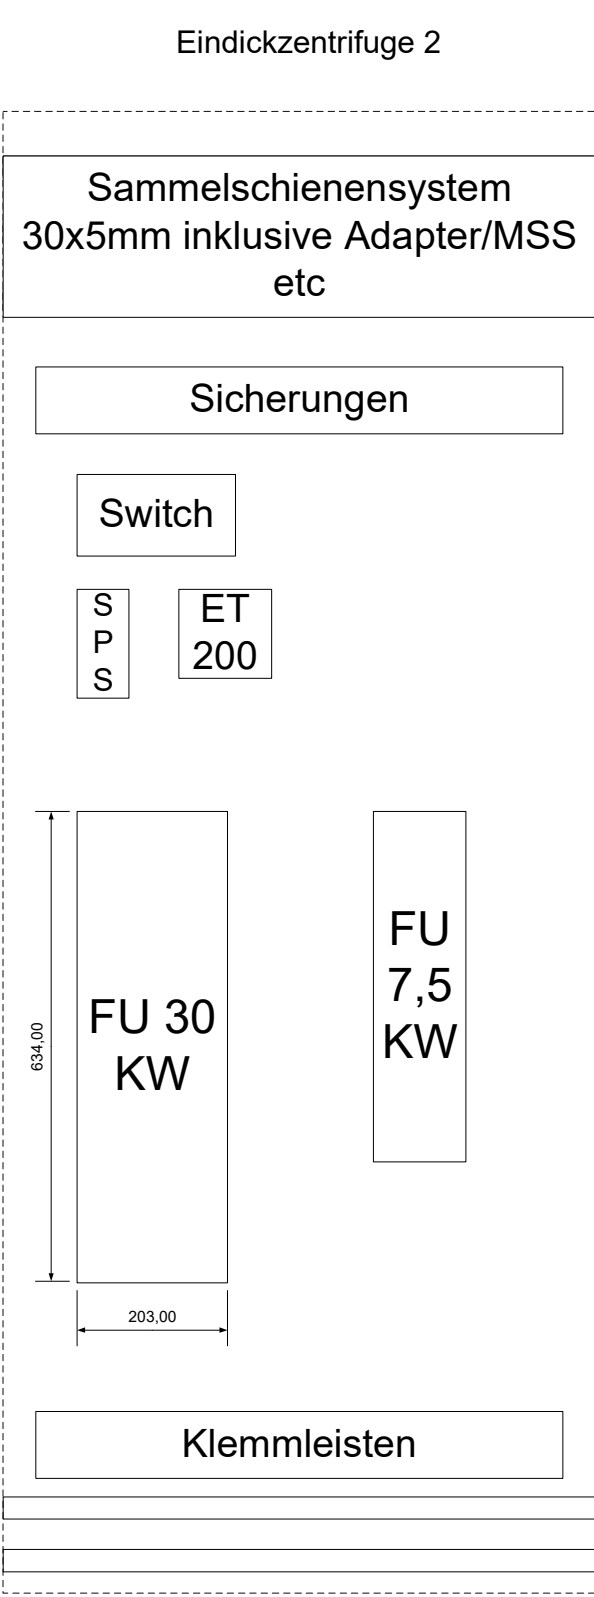 Eindickzentrifuge 2
Sammelschienensystem
30x5mm inklusive Adapter/MSS
etc
Sicherungen
Switch
S
P
S
ET
200
FU 30
KW
FU
7,5
KW
634,00
203,00
Klemmleisten